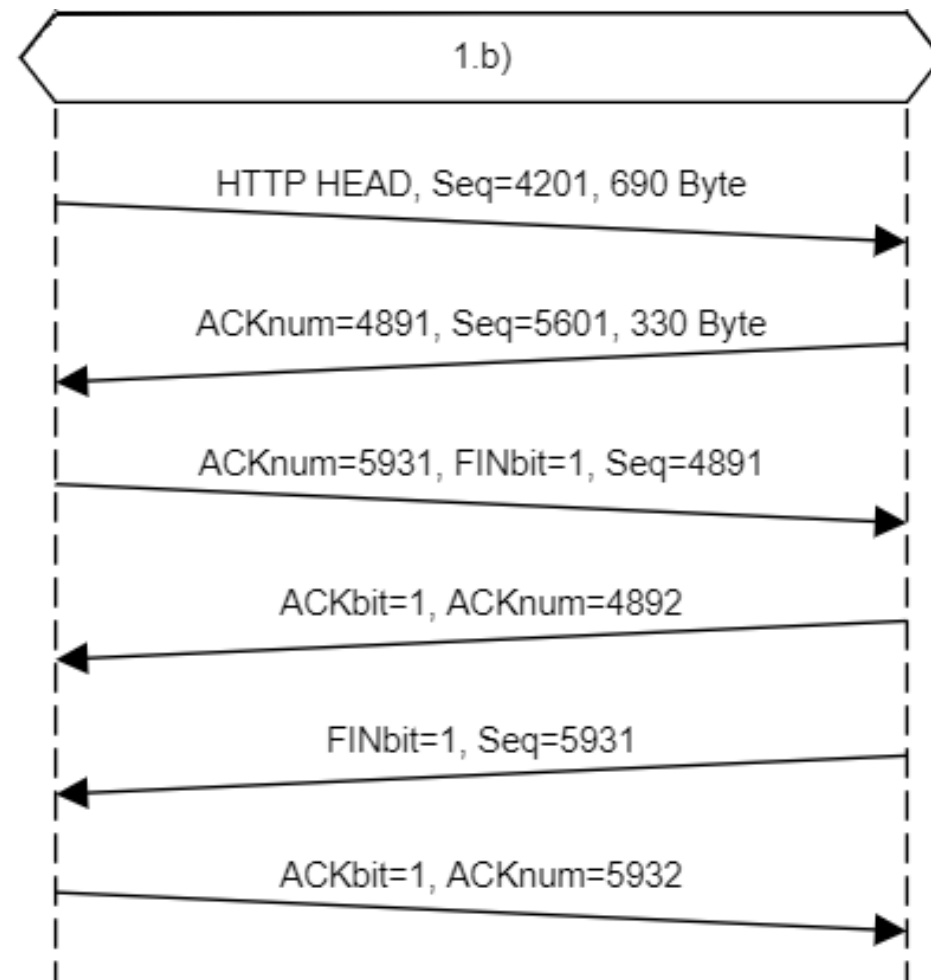 1.b)
HTTP HEAD, Seq=4201, 690 Byte
ACKnum=4891, Seq=5601, 330 Byte
ACKnum=5931, FINbit=1, Seq=4891
ACKbit=1, ACKnum=4892
FINbit=1, Seq=5931
ACKbit=1, ACKnum=5932